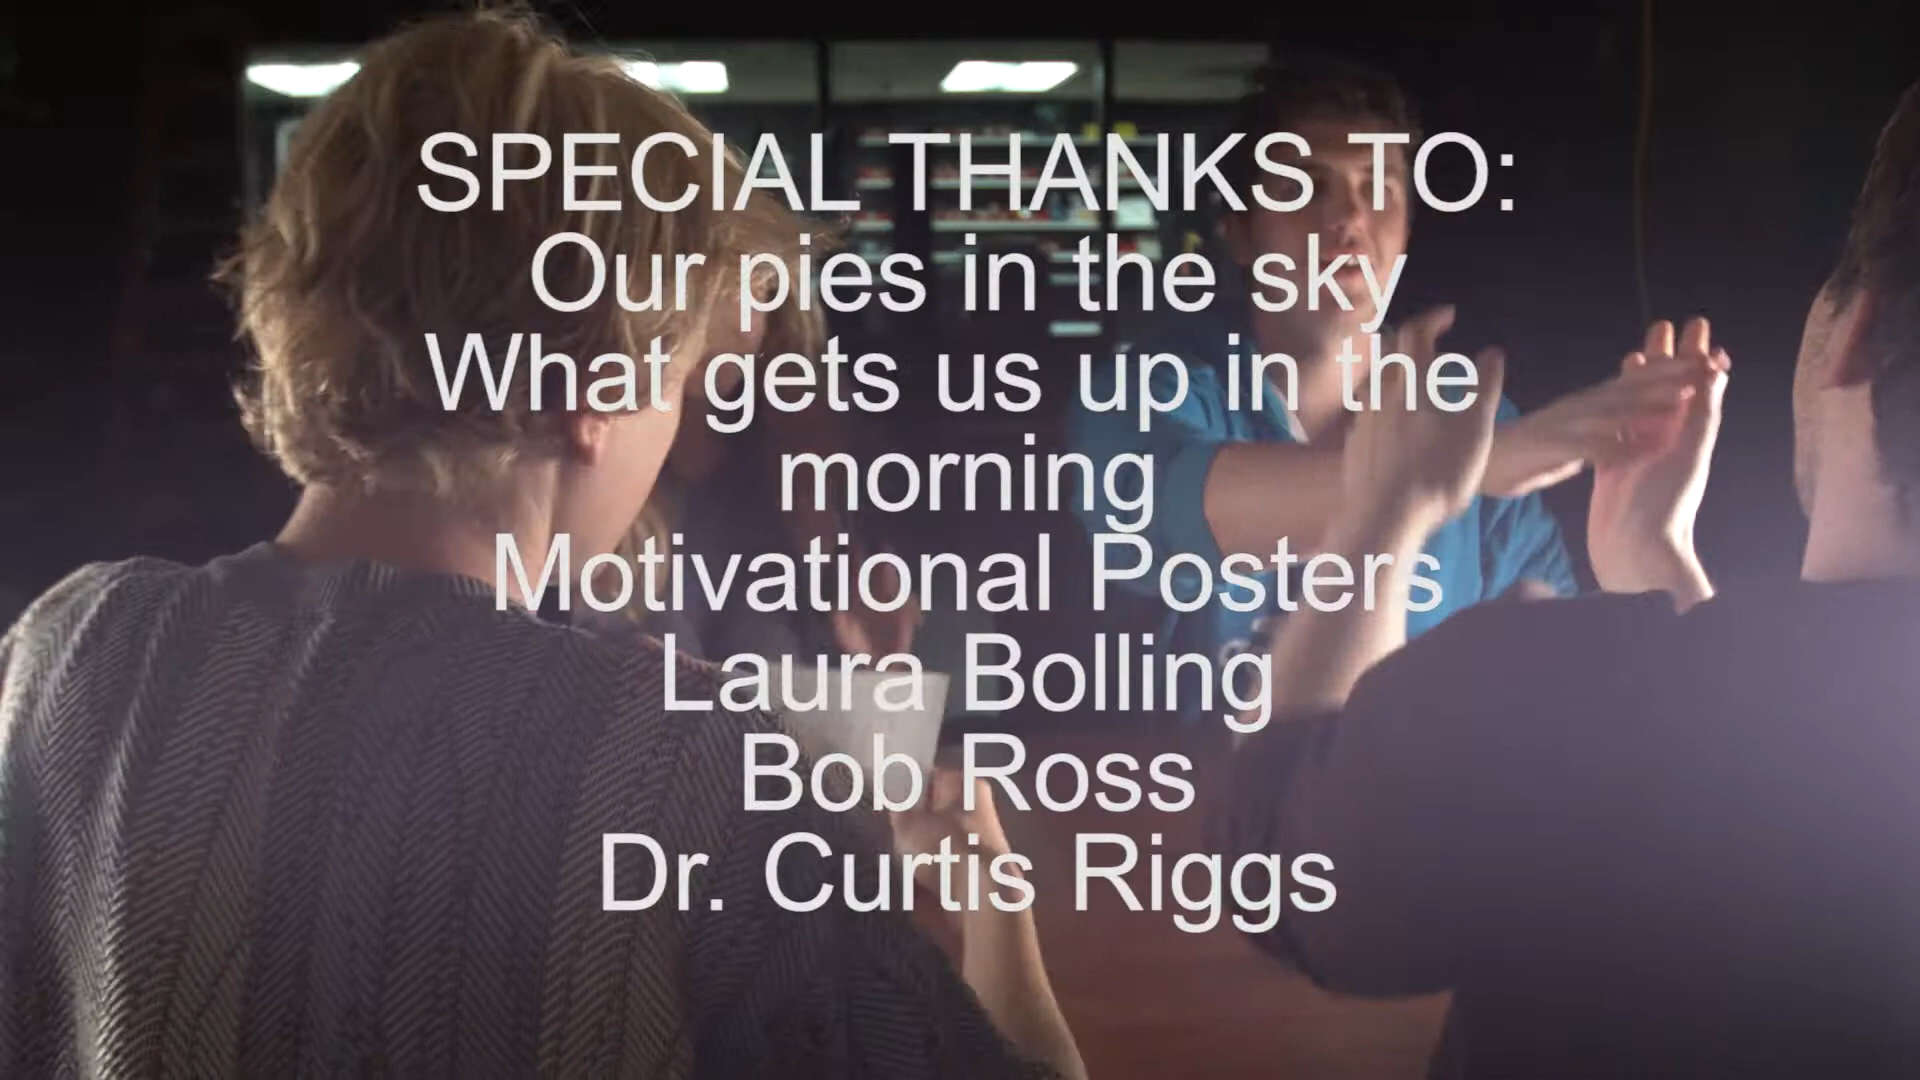 SPECIAL THANKS TO:
Our pies in the sky
What gets us up in the
morning
Motivational Posters
Laura Bolling
Bob Ross
Dr. Curtis Riggs